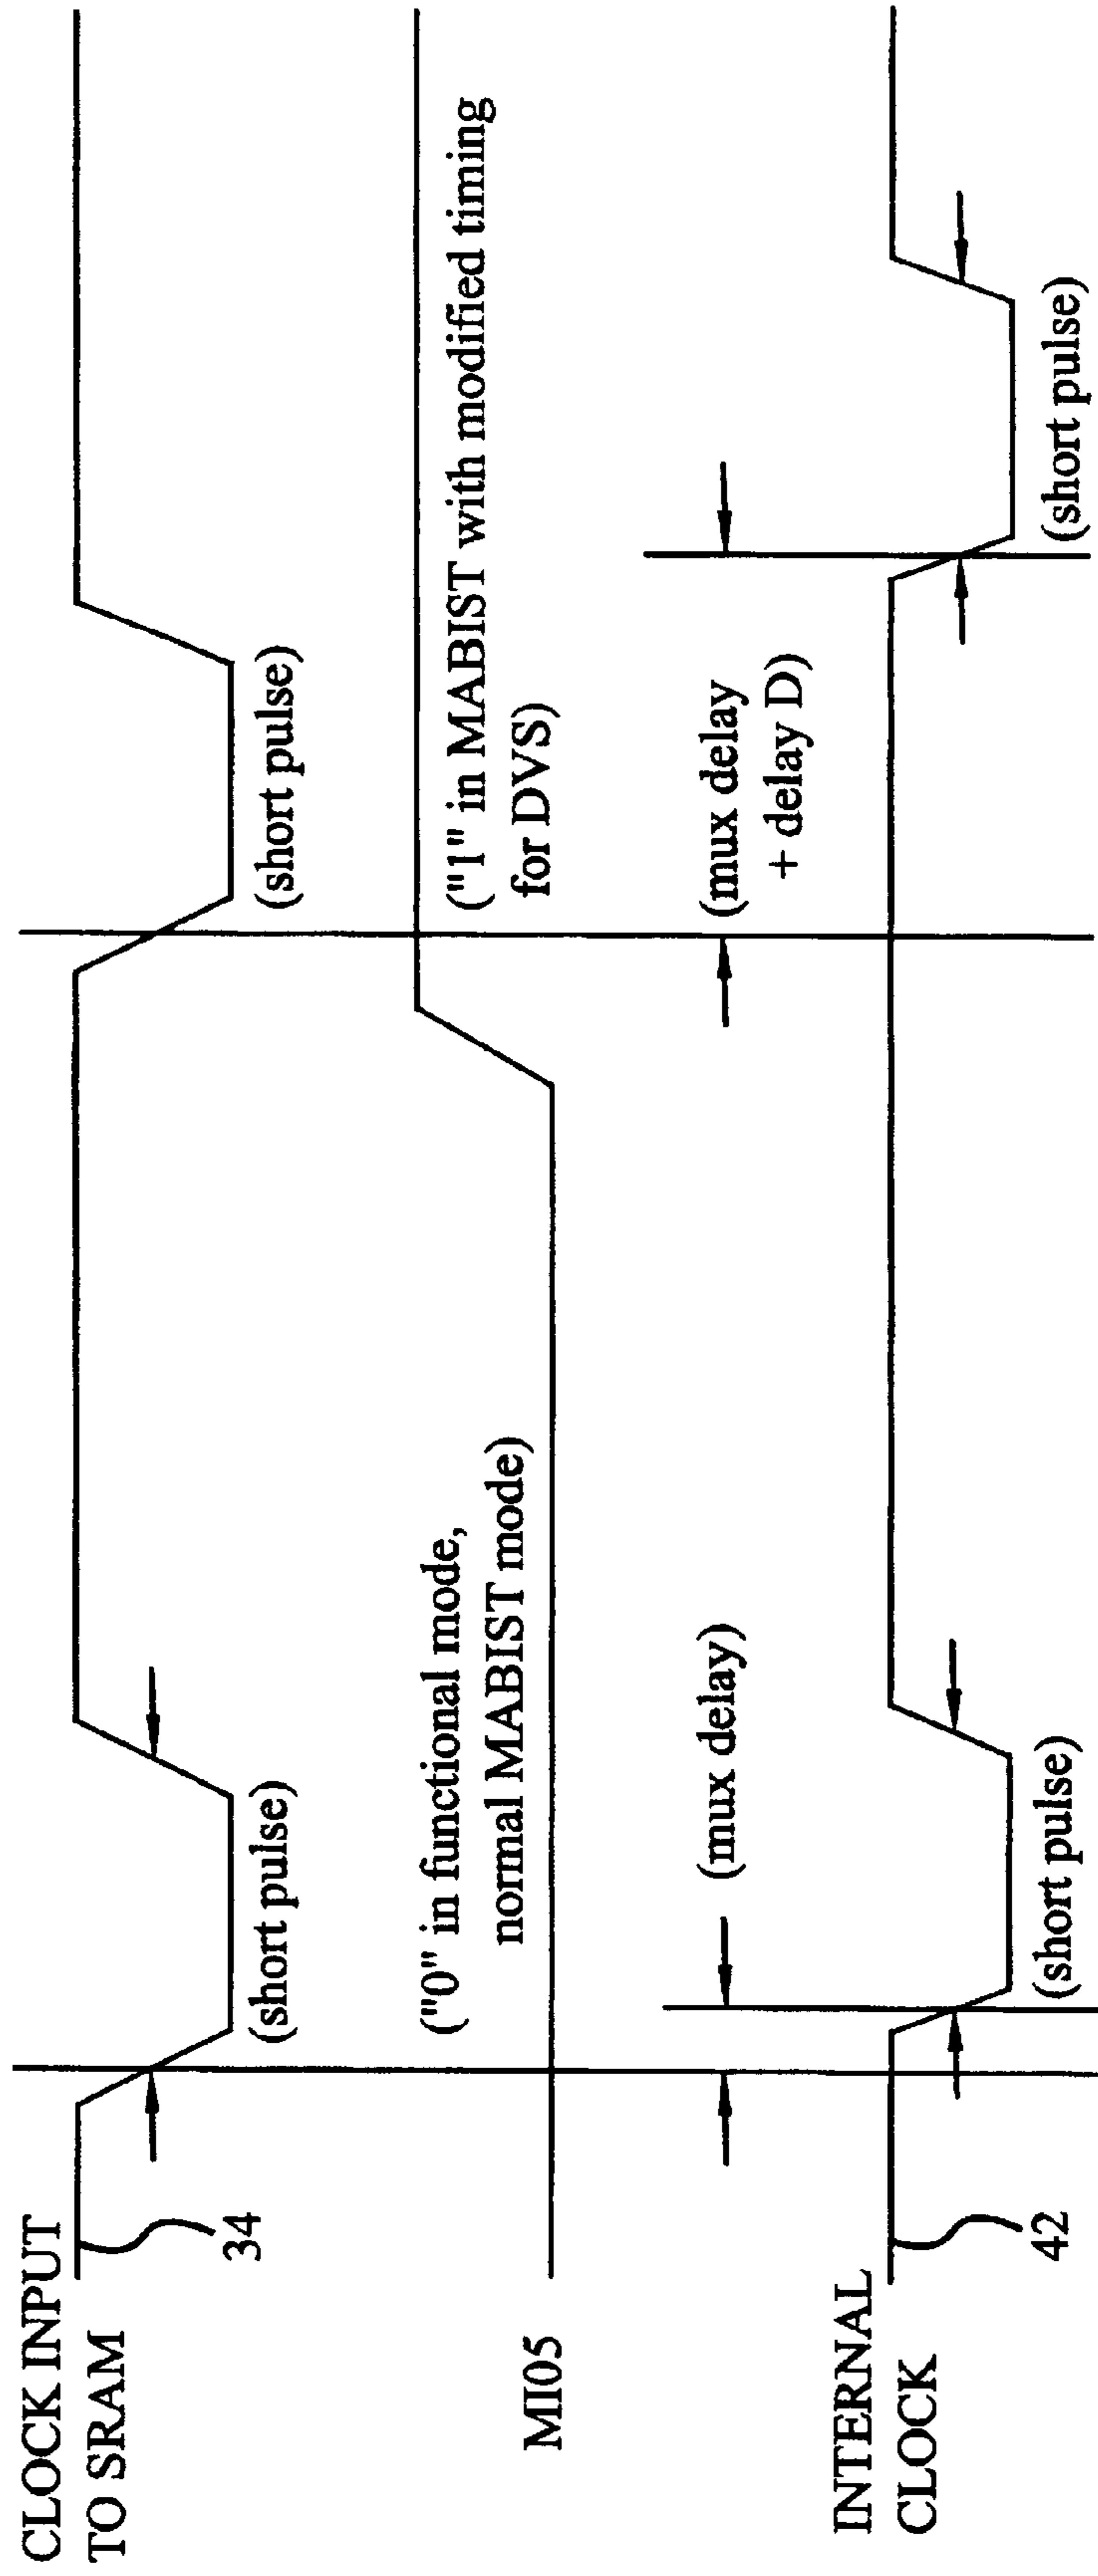 CLOCK INPUT
TO SRAM
34
(short pulse)
(short pulse)
MI05
("0" in functional mode,
normal MABIST mode)
("1" in MABIST with modified timing
for DVS)
(mux delay)
(mux delay
+ delay D)
INTERNAL
CLOCK
42
(short pulse)
(short pulse)